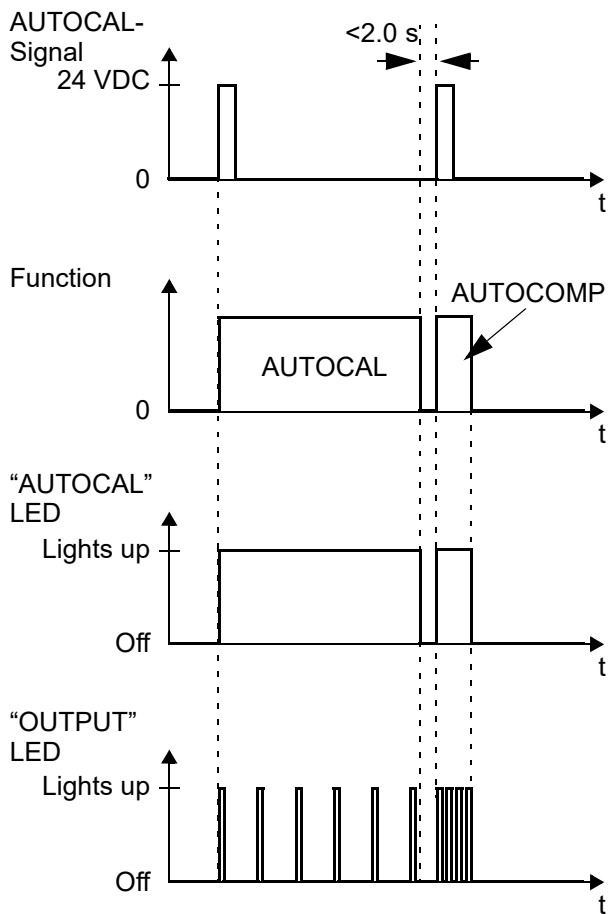 AUTOCAL-
Signal
<2.0 s
24 VDC
0
t
Function
AUTOCOMP
AUTOCAL
0
t
“AUTOCAL”
LED
Lights up
Off
t
“OUTPUT”
LED
Lights up
Off
t